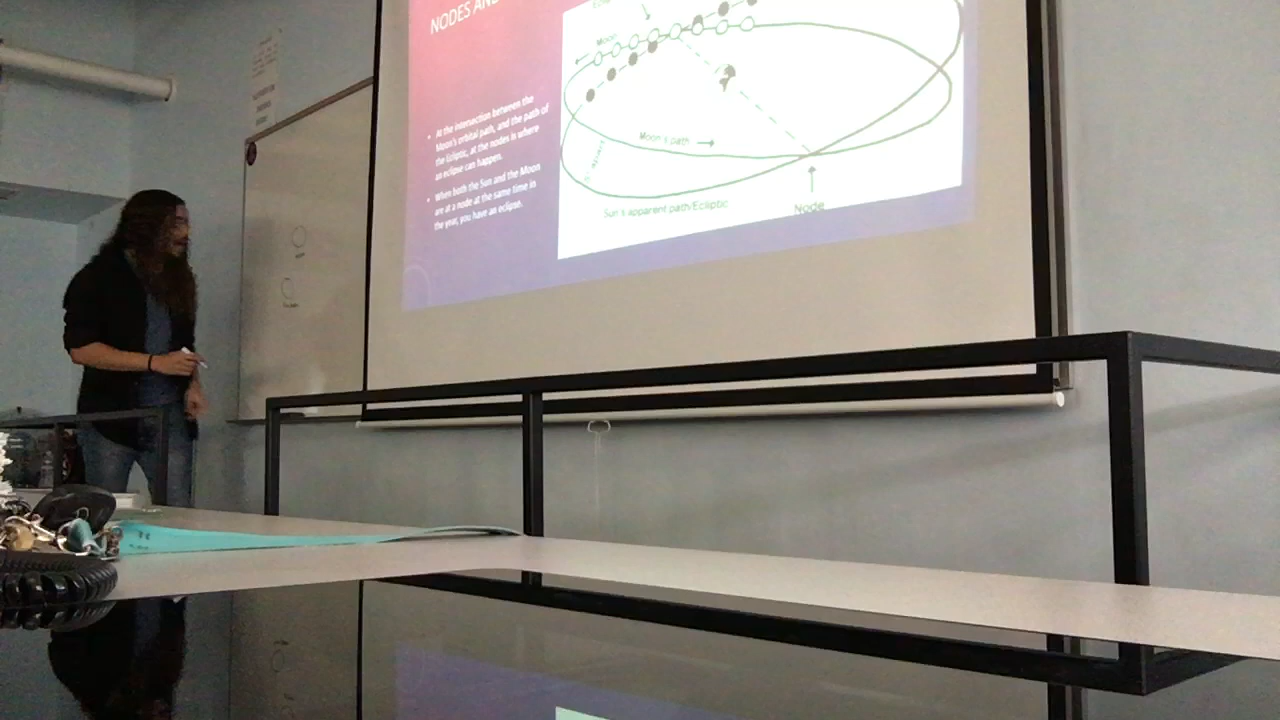 NODES AND
• At the intersection between the
Moon's orbital path, and the path of
the Ecliptic, at the nodes is where
an eclipse can happen.
• When both the Sun and the Moon
are at a node at the same time in
the year, you have an eclipse.
Moon
Moon's path
Sun's apparent path/Ecliptic
Node